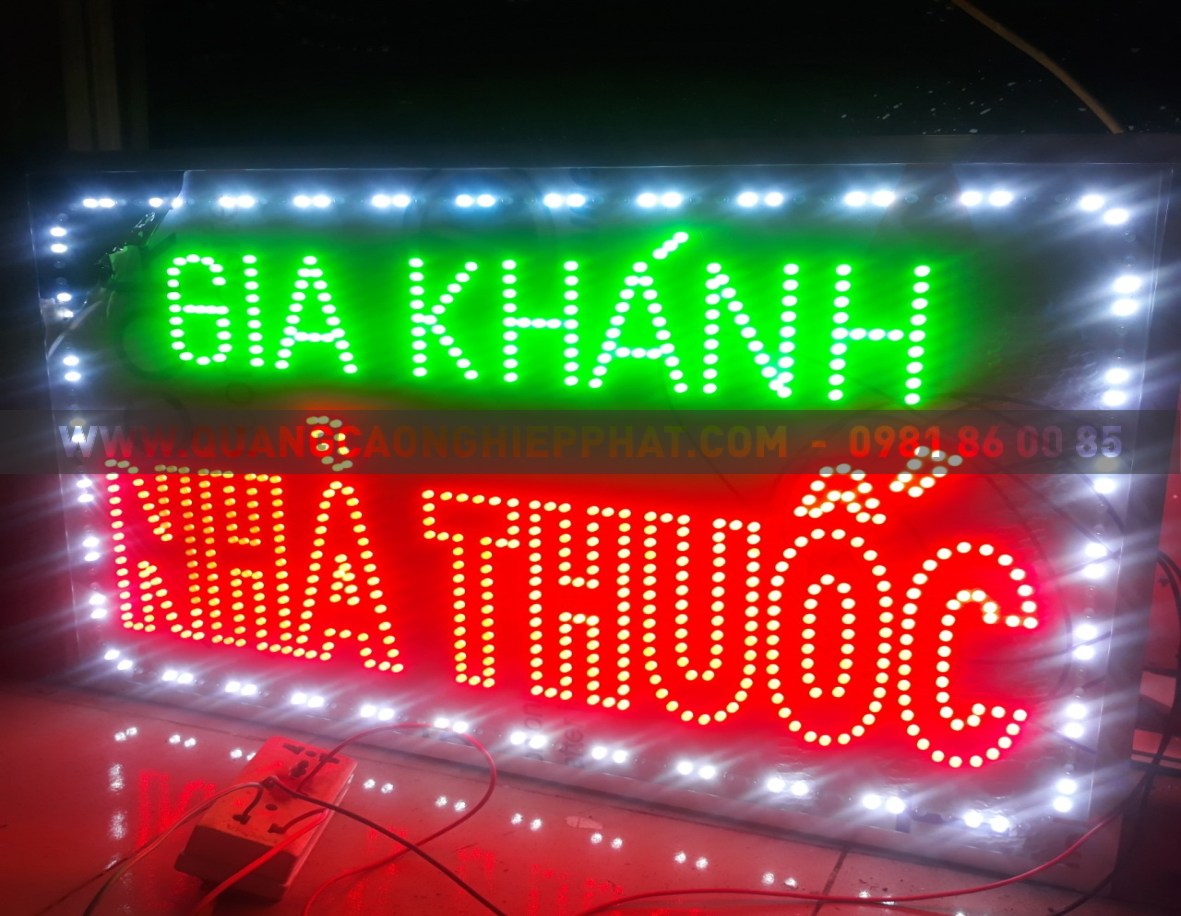 GIA KHÁNH
WWW.QUANGCAONGHIEPPHAT.COM - 0981 86 00 85
NHÀ THUỐC